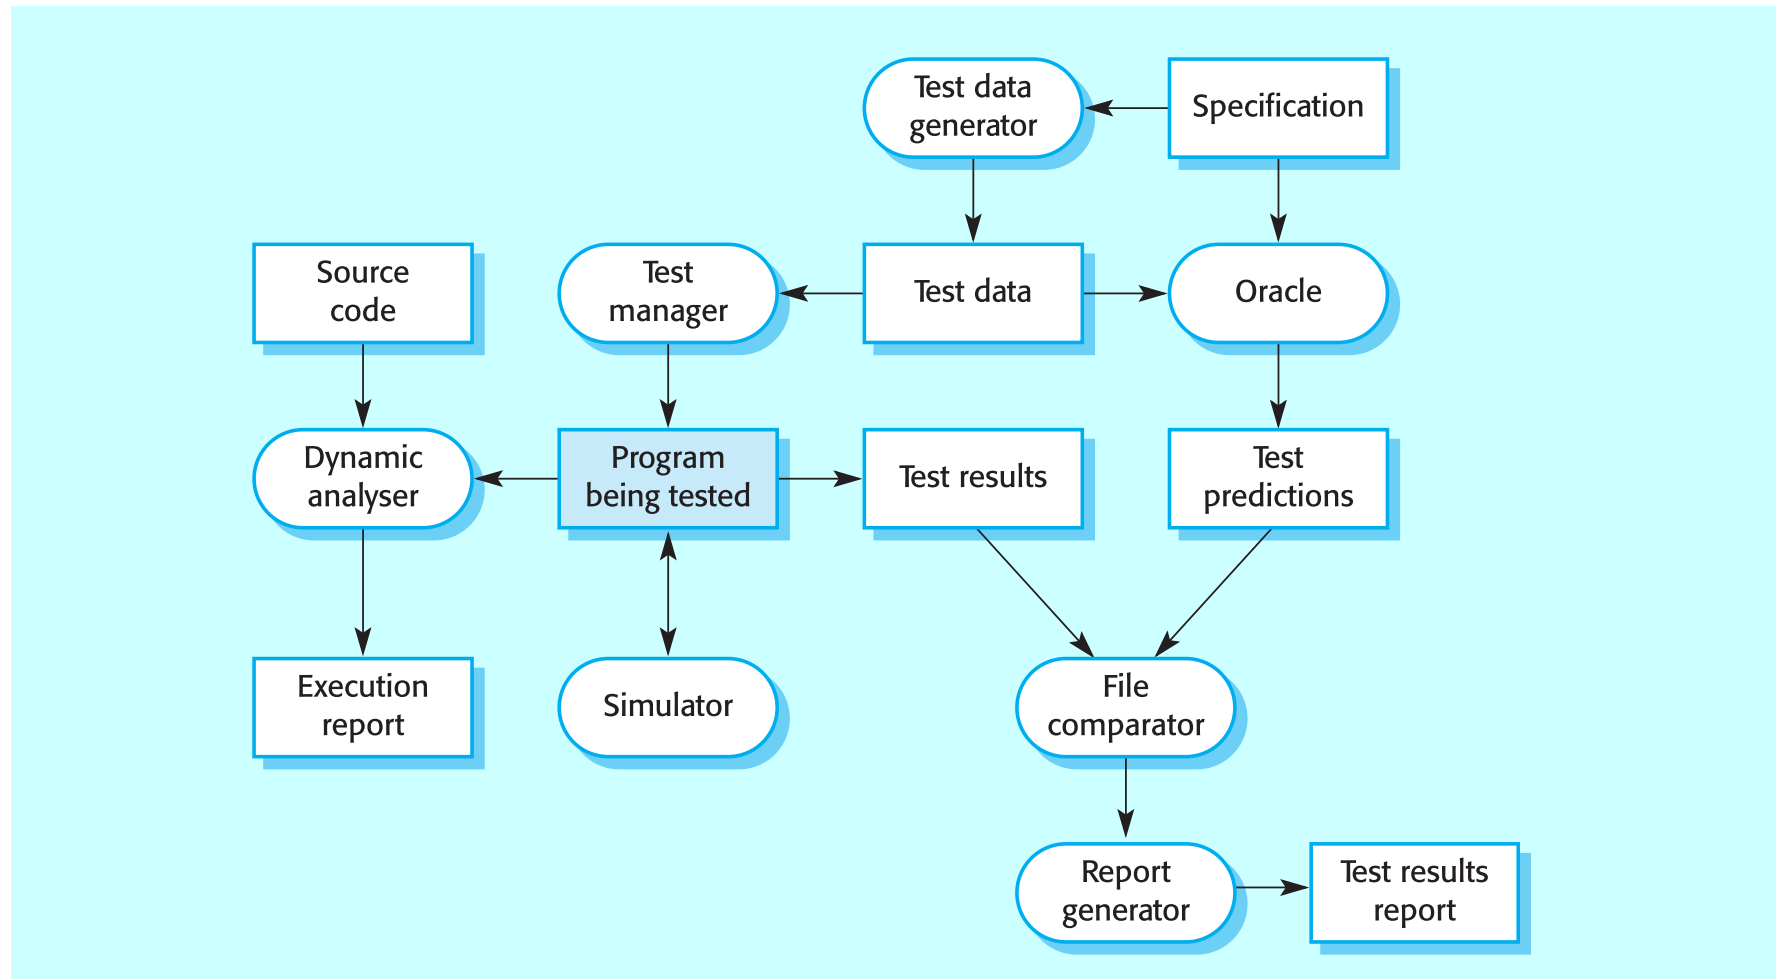 Test data
generator
Specification
Source
code
Test
manager
Test data
Oracle
Dynamic
analyser
Program
being tested
Test results
Test
predictions
Execution
report
Simulator
File
comparator
Report
generator
Test results
report